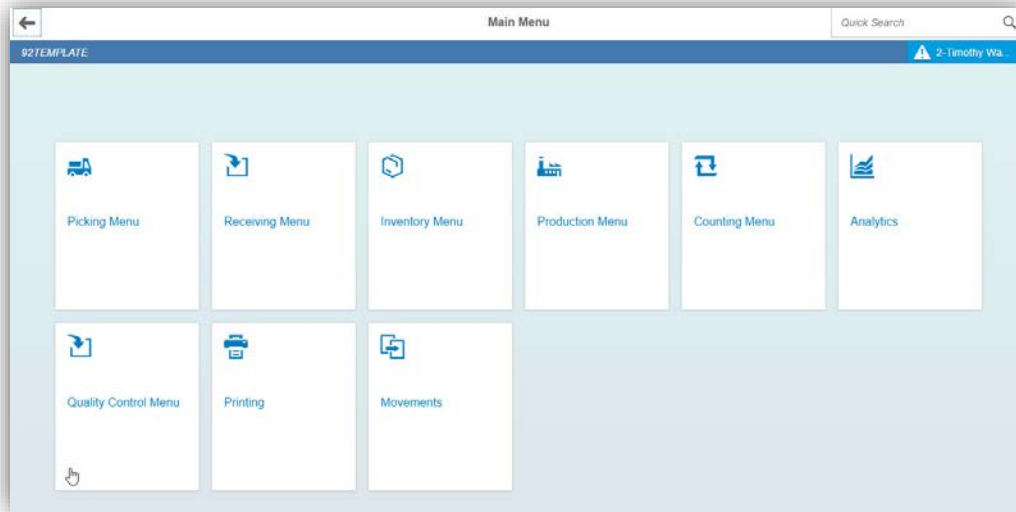 Main Menu
Quick Search
92TEMPLATE
2-Timothy Wa...
Picking Menu
Receiving Menu
Inventory Menu
Production Menu
Counting Menu
Analytics
Quality Control Menu
Printing
Movements